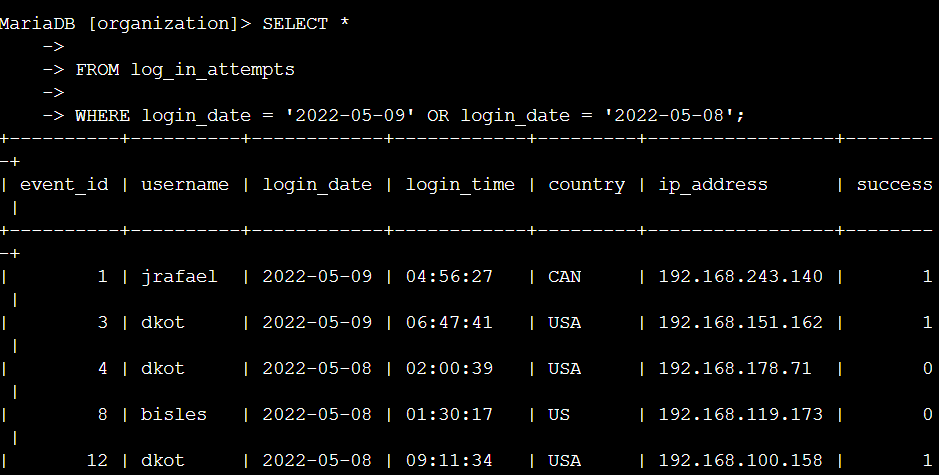 MariaDB [organization]> SELECT *
    ->
    -> FROM log_in_attempts
    ->
    -> WHERE login_date = '2022-05-09' OR login_date = '2022-05-08';
+----------+----------+------------+------------+---------+-----------------+--------
-+
| event_id | username | login_date | login_time | country | ip_address      | success
 |
+----------+----------+------------+------------+---------+-----------------+--------
-+
|        1 | jrafael  | 2022-05-09 | 04:56:27   | CAN     | 192.168.243.140 |       1
 |
|        3 | dkot     | 2022-05-09 | 06:47:41   | USA     | 192.168.151.162 |       1
 |
|        4 | dkot     | 2022-05-08 | 02:00:39   | USA     | 192.168.178.71  |       0
 |
|        8 | bisles   | 2022-05-08 | 01:30:17   | US      | 192.168.119.173 |       0
 |
|       12 | dkot     | 2022-05-08 | 09:11:34   | USA     | 192.168.100.158 |       1